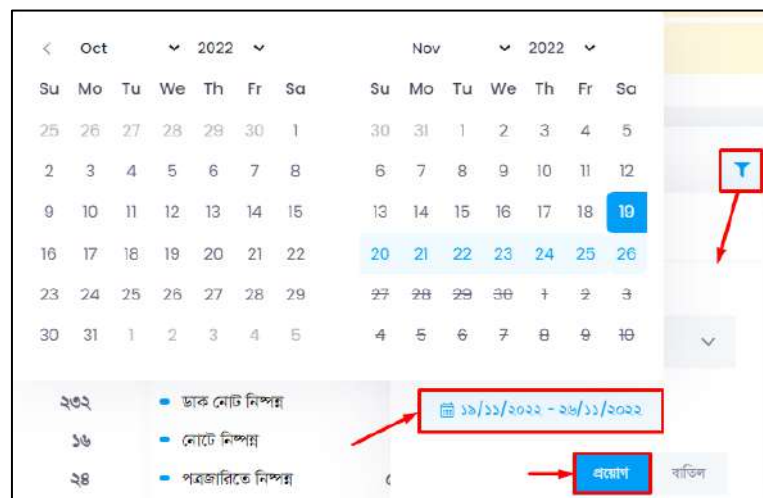 Oct 2022 Nov 2022
Su Mo Tu We Th Fr Sa Su Mo Tu We Th Fr Sa
25 26 27 28 29 30 1 30 31 1 2 3 4 5
2 3 4 5 6 7 8 6 7 8 9 10 11 12
9 10 11 12 13 14 15 13 14 15 16 17 18 19
16 17 18 19 20 21 22 20 21 22 23 24 25 26
23 24 25 26 27 28 29 27 28 29 30 1 2 3
30 31 1 2 3 4 5 4 5 6 7 8 9 10
২৩২ ডাক নোট নিষ্পন্ন ১৯/১১/২০২২ - ২৬/১১/২০২২
১৬ নোটে নিষ্পন্ন
২৪ পত্রজারিতে নিষ্পন্ন প্রয়োগ বাতিল